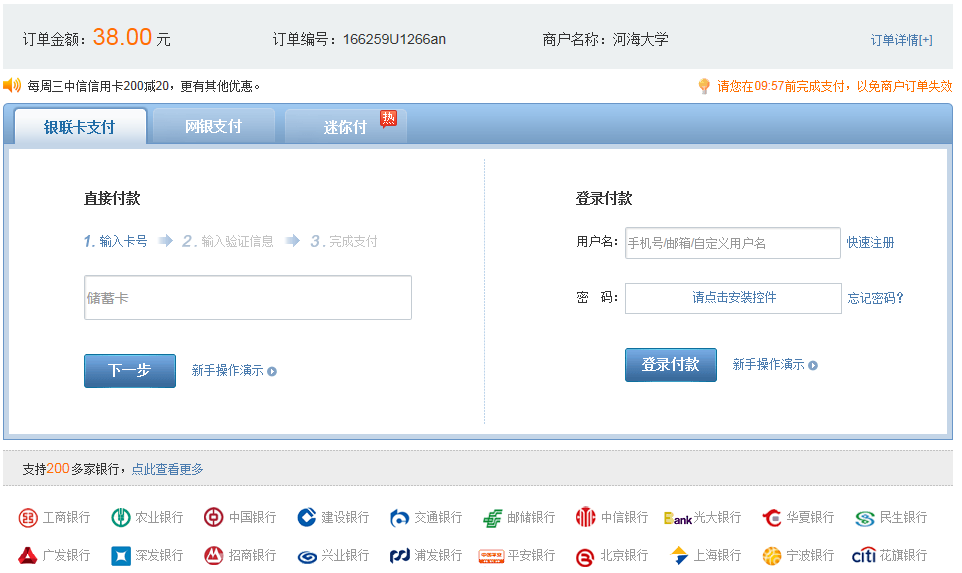 订单金额：38.00 元 订单编号：166259U1266an 商户名称：河海大学 订单详情[+]
每周三中信信用卡200减20，更有其他优惠。 请您在09:57前完成支付，以免商户订单失效
银联卡支付 网银支付 迷你付 热
直接付款
1. 输入卡号 2. 输入验证信息 3. 完成支付
储蓄卡
下一步 新手操作演示
登录付款
用户名： 手机号/邮箱/自定义用户名 快速注册
密 码： 请点击安装控件 忘记密码?
登录付款 新手操作演示
支持200多家银行，点此查看更多
工商银行 农业银行 中国银行 建设银行 交通银行 邮储银行 中信银行 Bank光大银行 华夏银行 民生银行
广发银行 深发银行 招商银行 兴业银行 浦发银行 平安银行 北京银行 上海银行 宁波银行 citi花旗银行